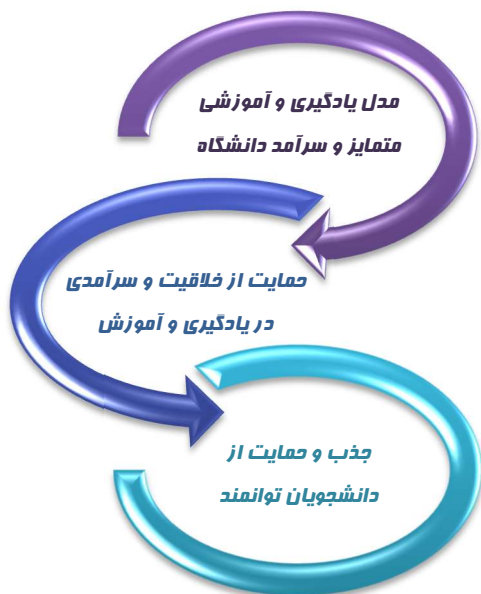 مدل یادگیری و آموزشی
متمایز و سرآمد دانشگاه
حمایت از خلاقیت و سرآمدی
در یادگیری و آموزش
جذب و حمایت از
دانشجویان توانمند